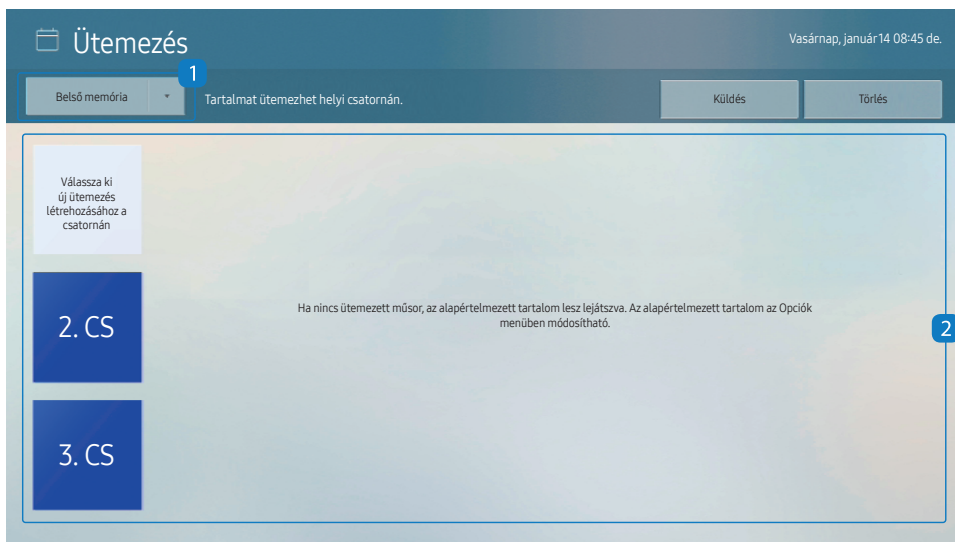 Ütemezés
Vasárnap, január 14 08:45 de.
1
Belső memória
Tartalmat ütemezhet helyi csatornán.
Küldés
Törlés
Válassza ki
új ütemezés
létrehozásához a
csatornán
2. CS
3. CS
Ha nincs ütemezett műsor, az alapértelmezett tartalom lesz lejátszva. Az alapértelmezett tartalom az Opciók
menüben módosítható.
2